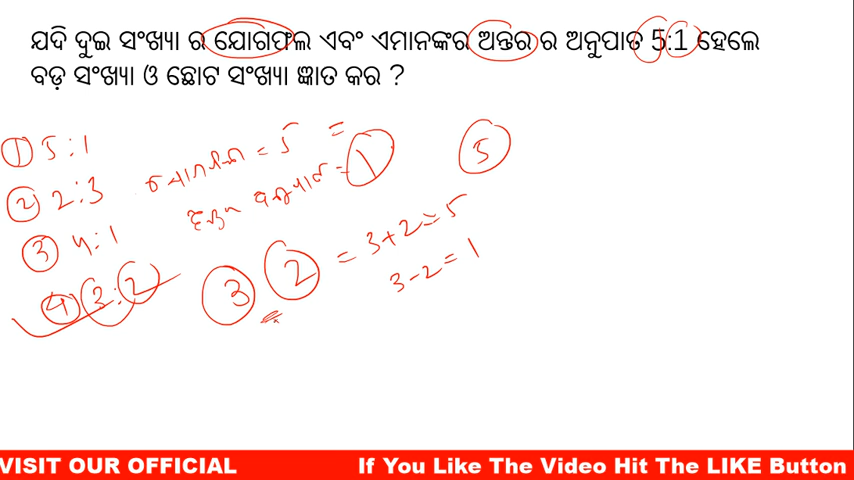 ଯଦି ଦୁଇ ସଂଖ୍ୟା ର ଯୋଗଫଳ ଏବଂ ଏମାନଙ୍କର ଅନ୍ତର ର ଅନୁପାତ 5:1 ହେଲେ
ବଡ଼ ସଂଖ୍ୟା ଓ ଛୋଟ ସଂଖ୍ୟା ଜ୍ଞାତ କର ?
① 5:1
② 2:3
③ 4:1
④ 3:2
= 5 =
= 1
5
3 2 = 3+2=5
3-2=1
VISIT OUR OFFICIAL If You Like The Video Hit The LIKE Button